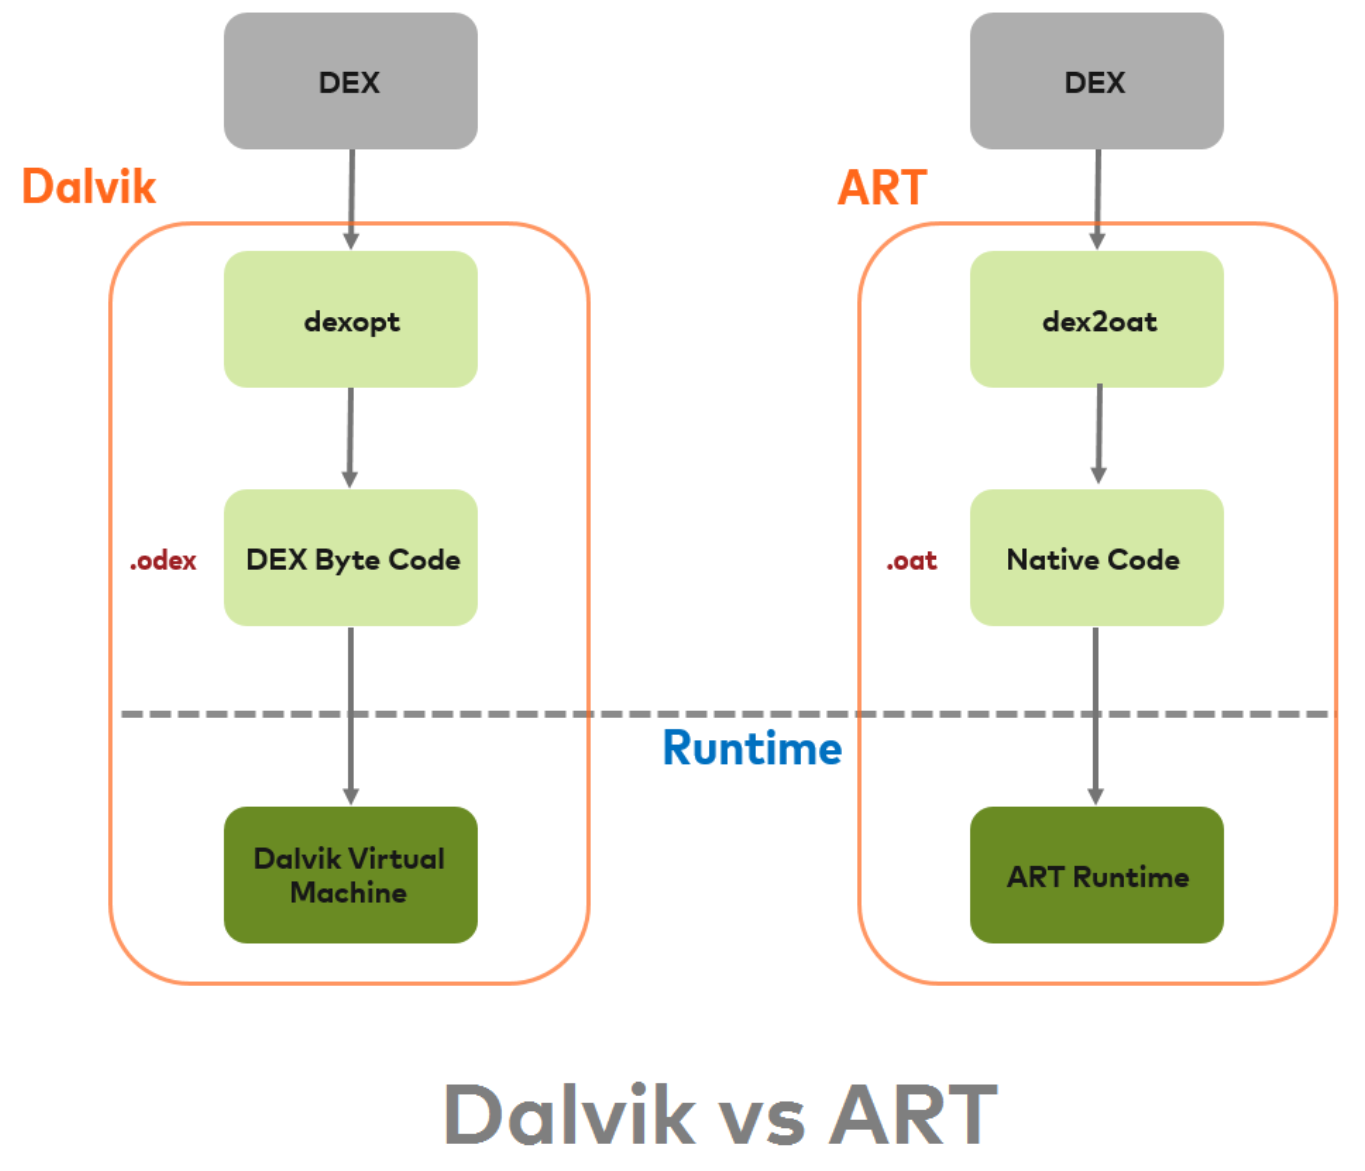 DEX
DEX
Dalvik
ART
dexopt
dex2oat
.odex
DEX Byte Code
.oat
Native Code
Runtime
Dalvik Virtual
Machine
ART Runtime
Dalvik vs ART